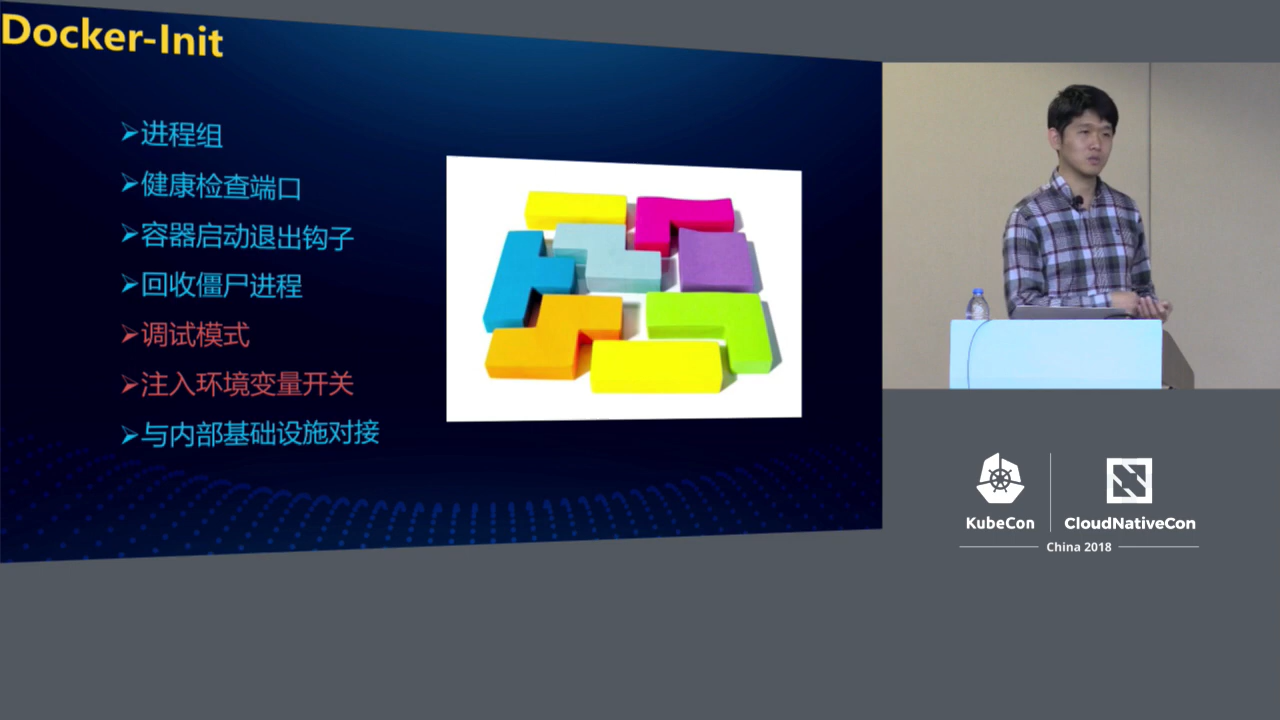 Docker-Init
➢进程组
➢健康检查端口
➢容器启动退出钩子
➢回收僵尸进程
➢调试模式
➢注入环境变量开关
➢与内部基础设施对接
KubeCon
CloudNativeCon
China 2018